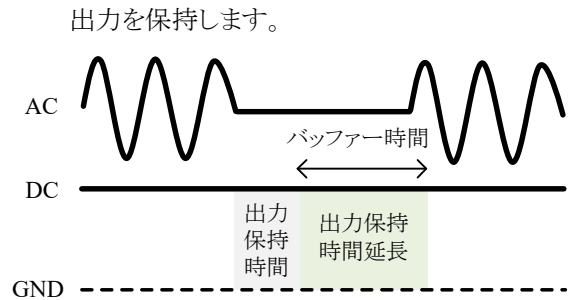 出力を保持します。
AC
バッファー時間
DC
出力
保持
時間
出力保持
時間延長
GND